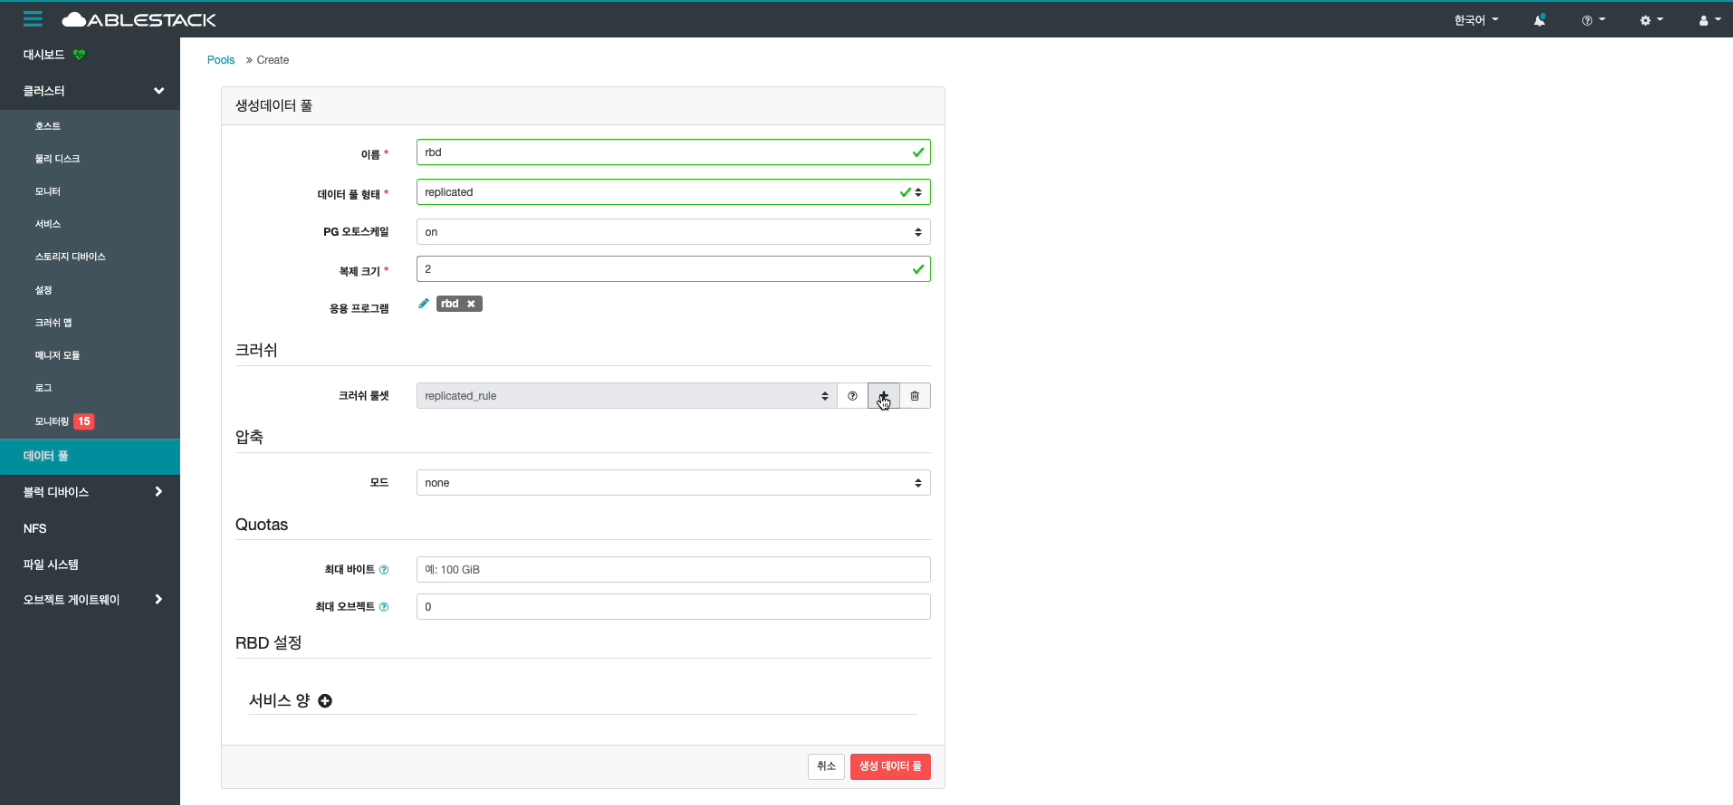 ABLESTACK
한국어
대시보드
클러스터
호스트
물리 디스크
모니터
서비스
스토리지 디바이스
설정
크러쉬 맵
매니저 모듈
로그
모니터링 15
데이터 풀
블럭 디바이스
NFS
파일 시스템
오브젝트 게이트웨이
Pools » Create
생성데이터 풀
이름 * rbd
데이터 풀 형태 * replicated
PG 오토스케일 on
복제 크기 * 2
응용 프로그램 rbd
크러쉬
크러쉬 룰셋 replicated_rule
압축
모드 none
Quotas
최대 바이트 예: 100 GiB
최대 오브젝트 0
RBD 설정
서비스 양
취소 생성 데이터 풀